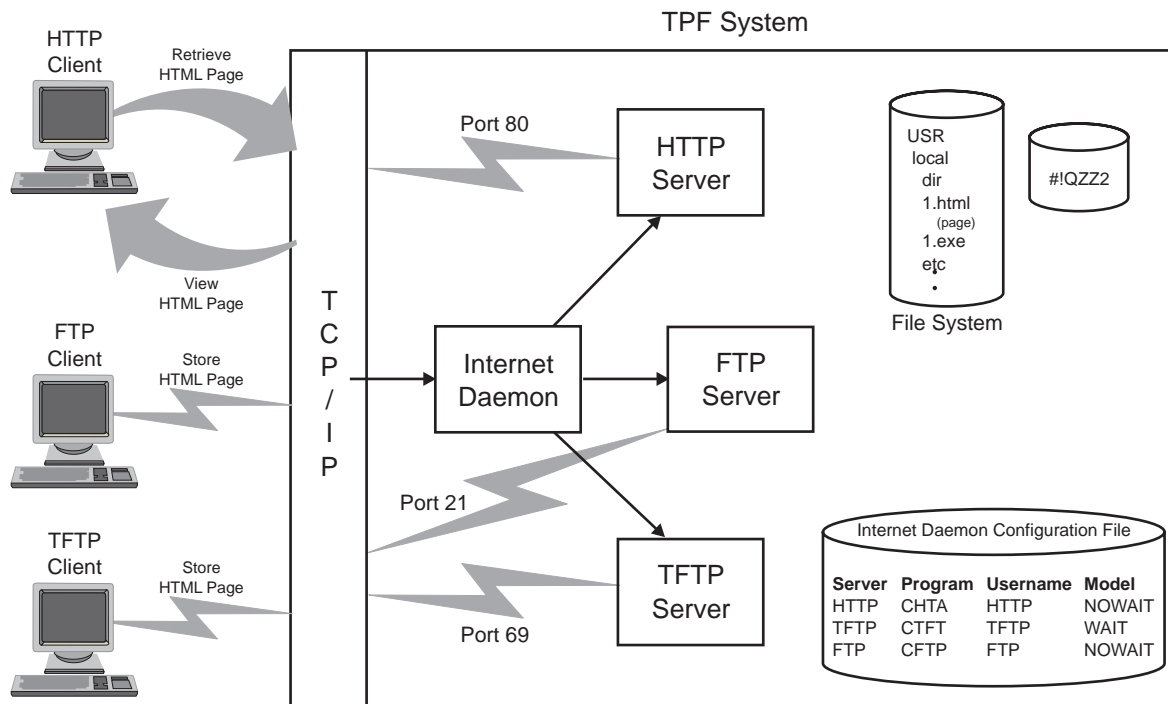 TPF System
HTTP
Client
Retrieve
HTML Page
View
HTML Page
FTP
Client
Store
HTML Page
TFTP
Client
Store
HTML Page
T
C
P
/
I
P
Port 80
HTTP
Server
Internet
Daemon
FTP
Server
Port 21
TFTP
Server
Port 69
USR
local
dir
1.html
(page)
1.exe
etc
File System
#!QZZ2
Internet Daemon Configuration File
Server Program Username Model
HTTP CHTA HTTP NOWAIT
TFTP CTFT TFTP WAIT
FTP CFTP FTP NOWAIT